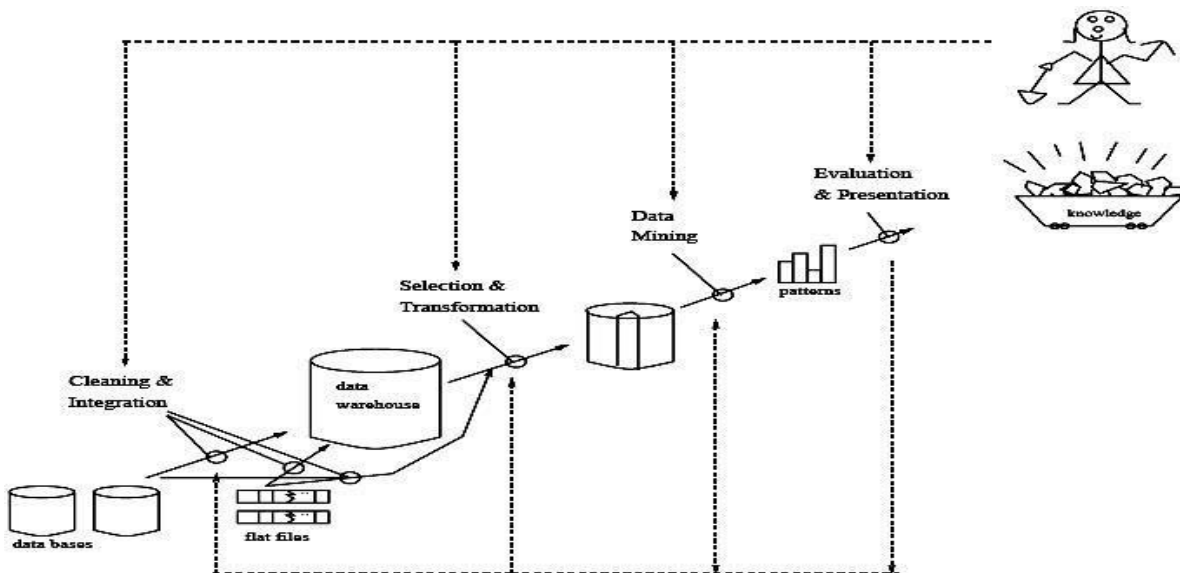 Evaluation
& Presentation
knowledge
Data
Mining
patterns
Selection &
Transformation
Cleaning &
Integration
data
warehouse
data bases
flat files